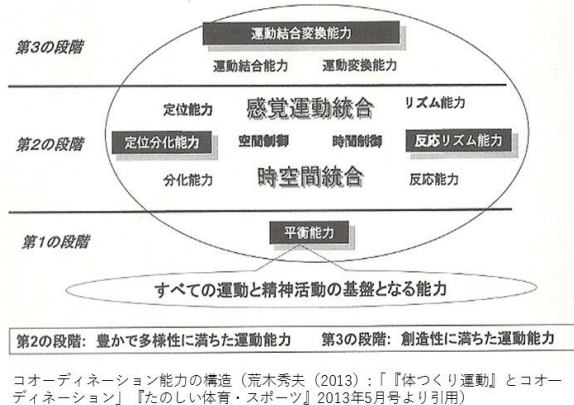 運動結合変換能力
第3の段階
運動結合能力 運動変換能力
定位能力 感覚運動統合 リズム能力
第2の段階 定位分化能力 空間制御 時間制御 反応リズム能力
分化能力 時空間統合 反応能力
平衡能力
第1の段階
すべての運動と精神活動の基盤となる能力
第2の段階: 豊かで多様性に満ちた運動能力 第3の段階: 創造性に満ちた運動能力
コオーディネーション能力の構造（荒木秀夫（2013）:「『体つくり運動』とコオー
ディネーション」『たのしい体育・スポーツ』2013年5月号より引用）